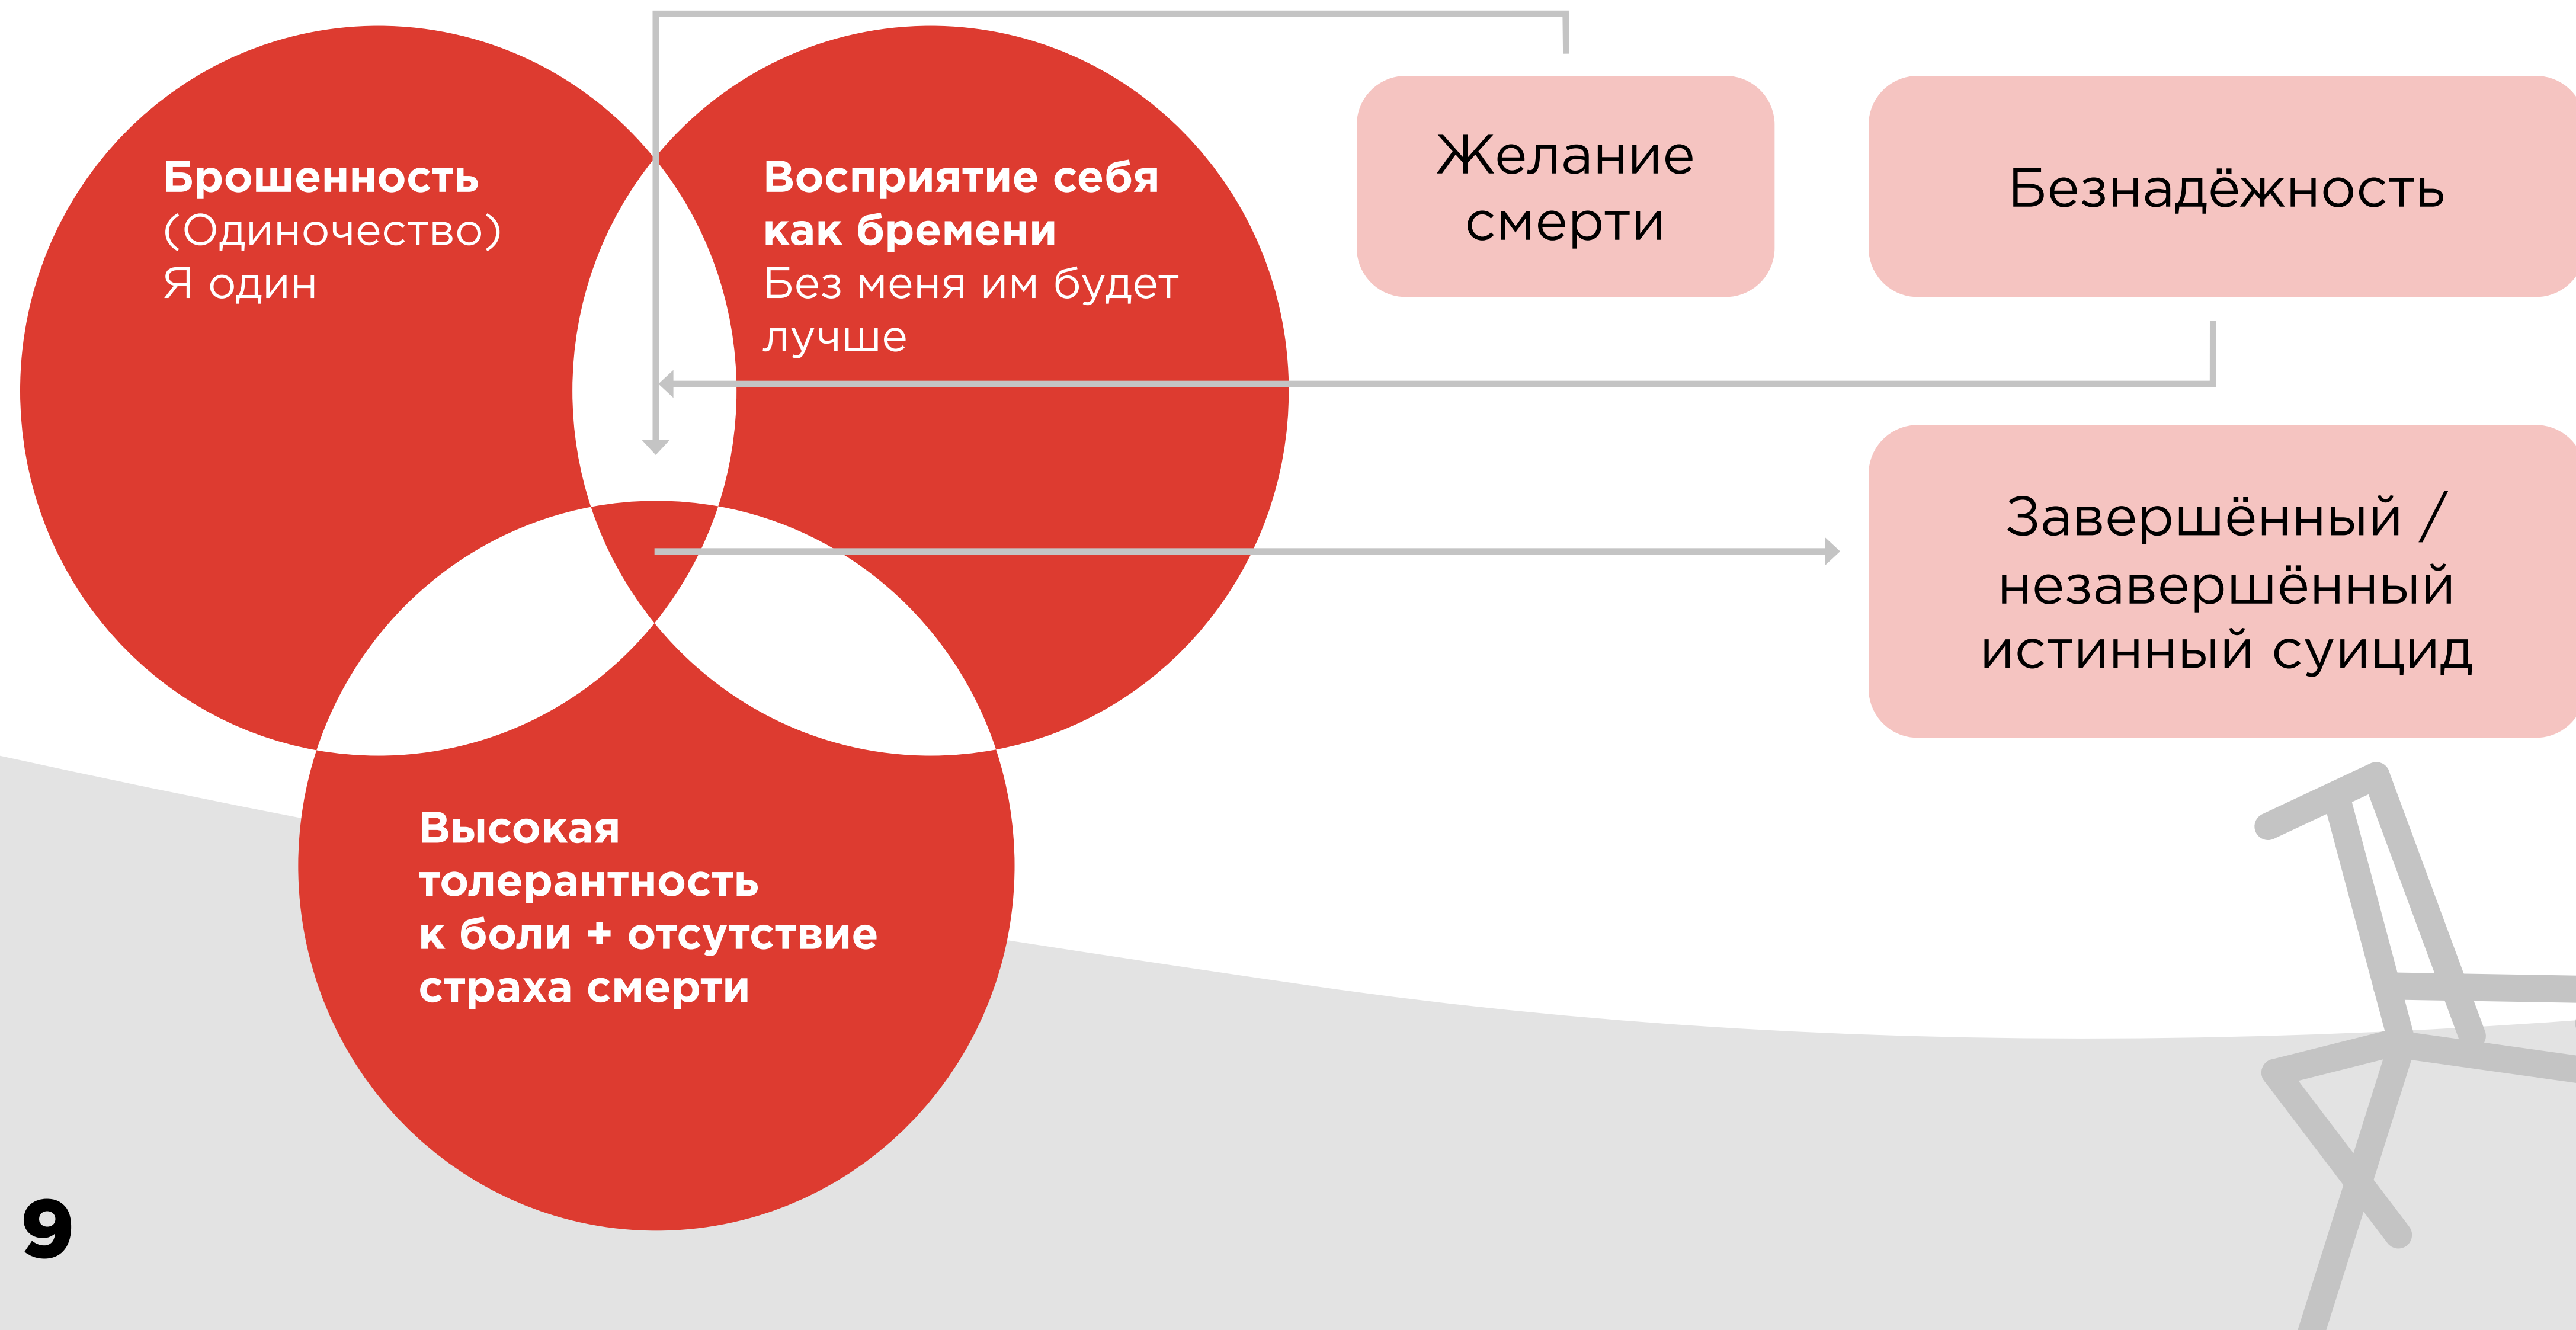 Брошенность
(Одиночество)
Я один
Восприятие себя
как бремени
Без меня им будет
лучше
Желание
смерти
Безнадёжность
Завершённый /
незавершённый
истинный суицид
Высокая
толерантность
к боли + отсутствие
страха смерти
9